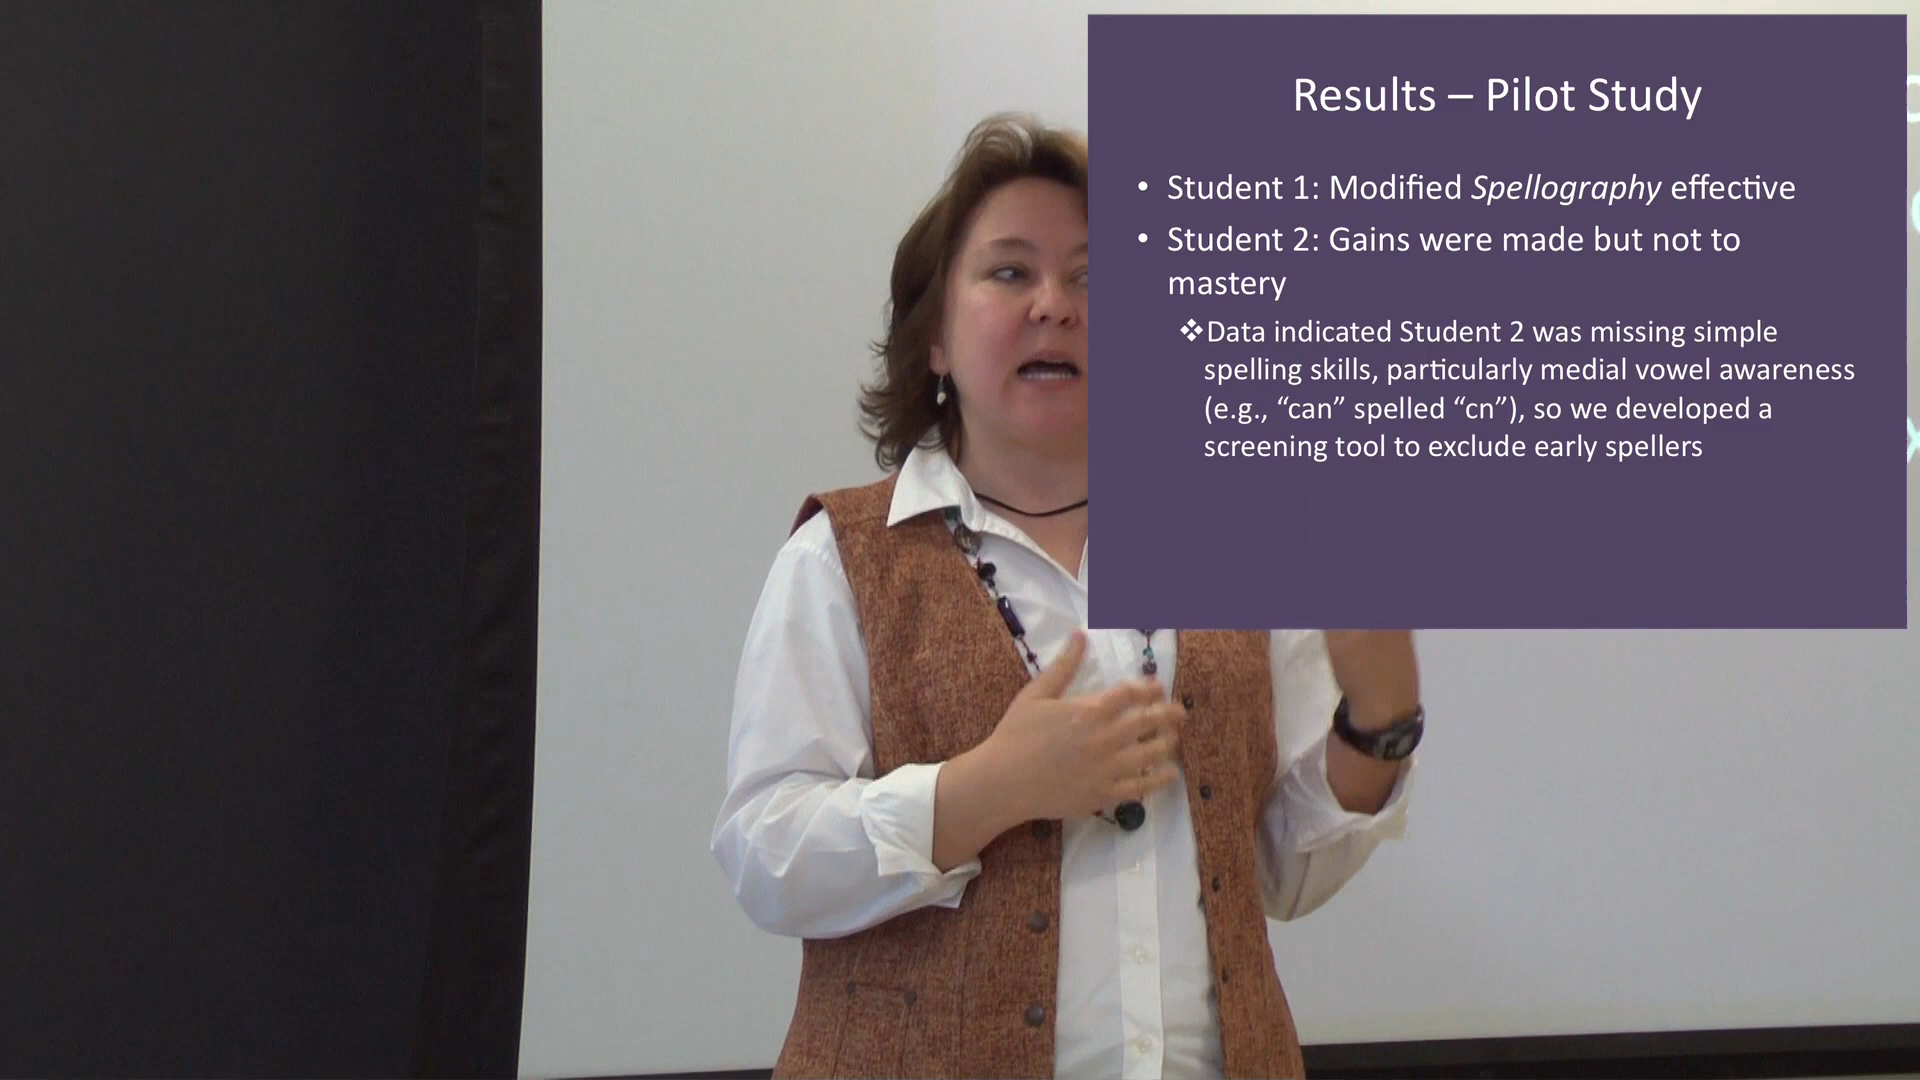 Results – Pilot Study
• Student 1: Modified Spellography effective
• Student 2: Gains were made but not to
mastery
❖Data indicated Student 2 was missing simple
spelling skills, particularly medial vowel awareness
(e.g., “can” spelled “cn”), so we developed a
screening tool to exclude early spellers